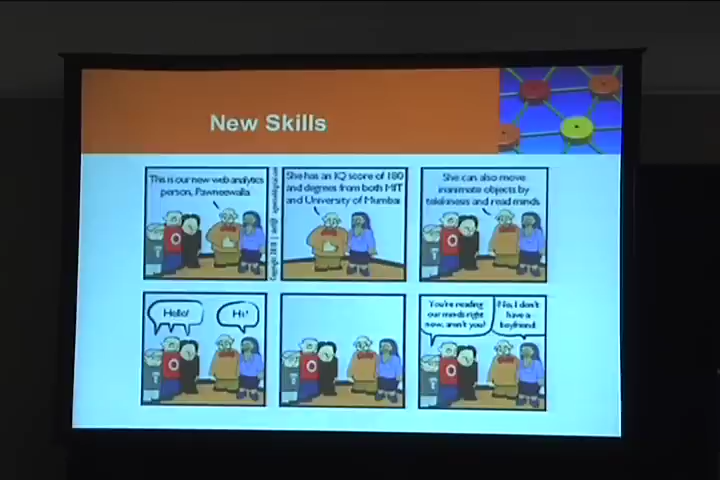 New Skills
This is our new web analytics
person, Pawneewalla
She has an IQ score of 180
and degrees from both MIT
and University of Mumbai
She can also move
inanimate objects by
telekinesis and read minds
Hello!
Hi!
You're reading
our minds right
now, aren't you?
No, I don't
have a
boyfriend